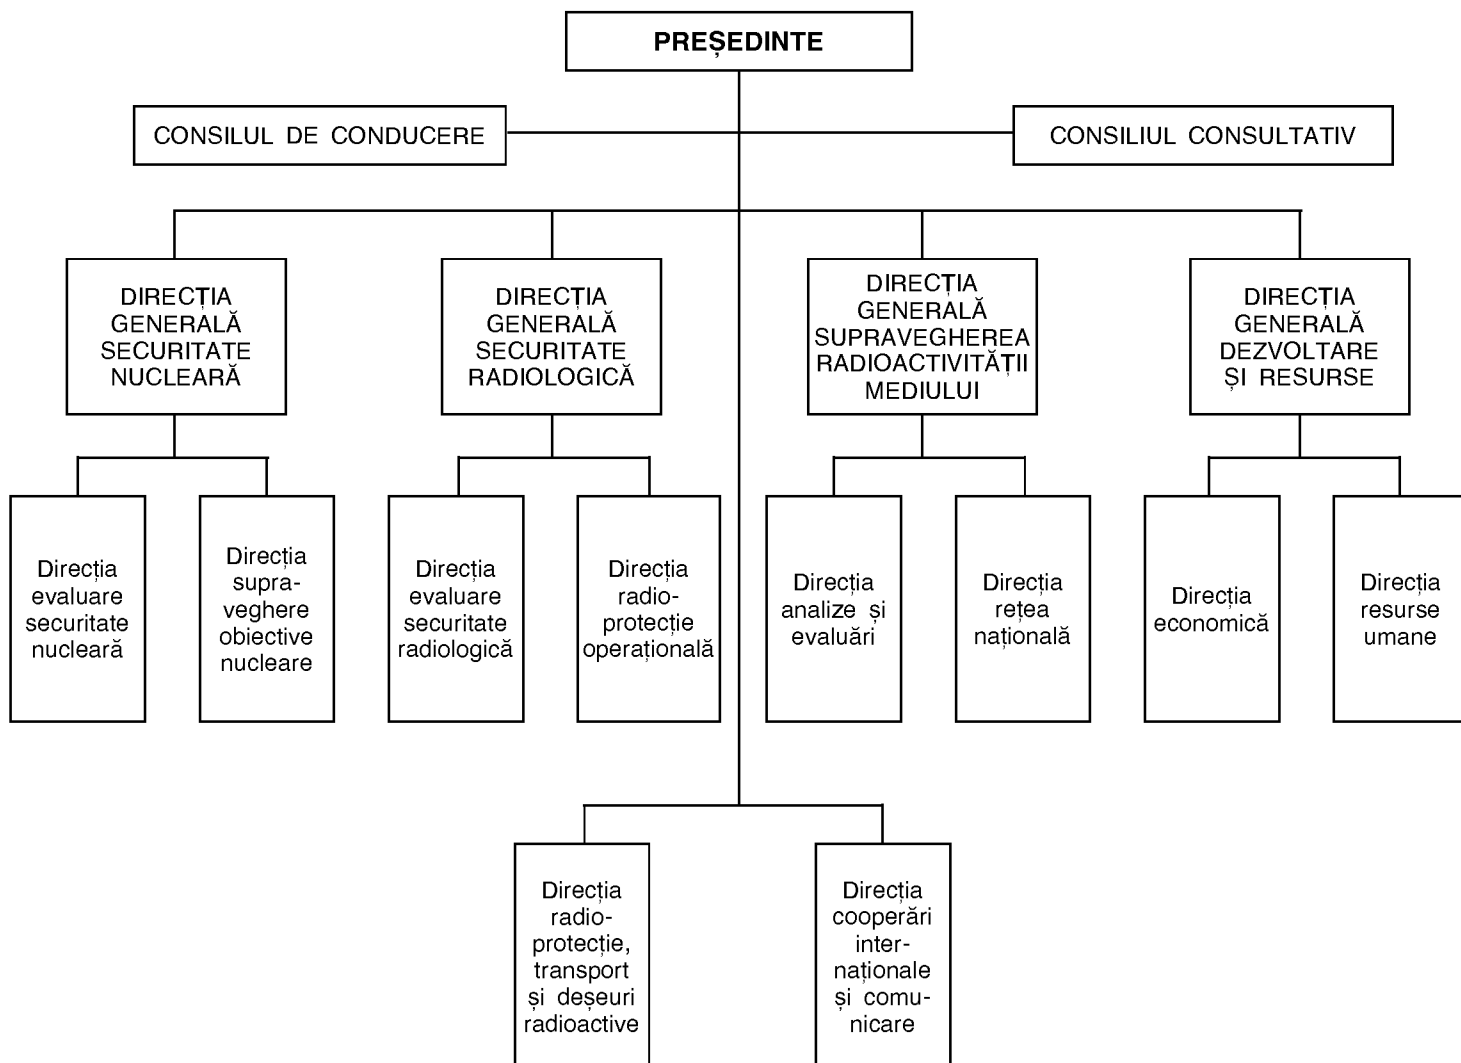 PREȘEDINTE
CONSILUL DE CONDUCERE
CONSILIUL CONSULTATIV
DIRECȚIA
GENERALĂ
SECURITATE
NUCLEARĂ
DIRECȚIA
GENERALĂ
SECURITATE
RADIOLOGICĂ
DIRECȚIA
GENERALĂ
SUPRAVEGHEREA
RADIOACTIVITĂȚII
MEDIULUI
DIRECȚIA
GENERALĂ
DEZVOLTARE
ȘI RESURSE
Direcția
evaluare
securitate
nucleară
Direcția
supra-
veghere
obiective
nucleare
Direcția
evaluare
securitate
radiologică
Direcția
radio-
protecție
operațională
Direcția
analize și
evaluări
Direcția
rețea
națională
Direcția
economică
Direcția
resurse
umane
Direcția
radio-
protecție,
transport
și deșeuri
radioactive
Direcția
cooperări
inter-
naționale
și comu-
nicare